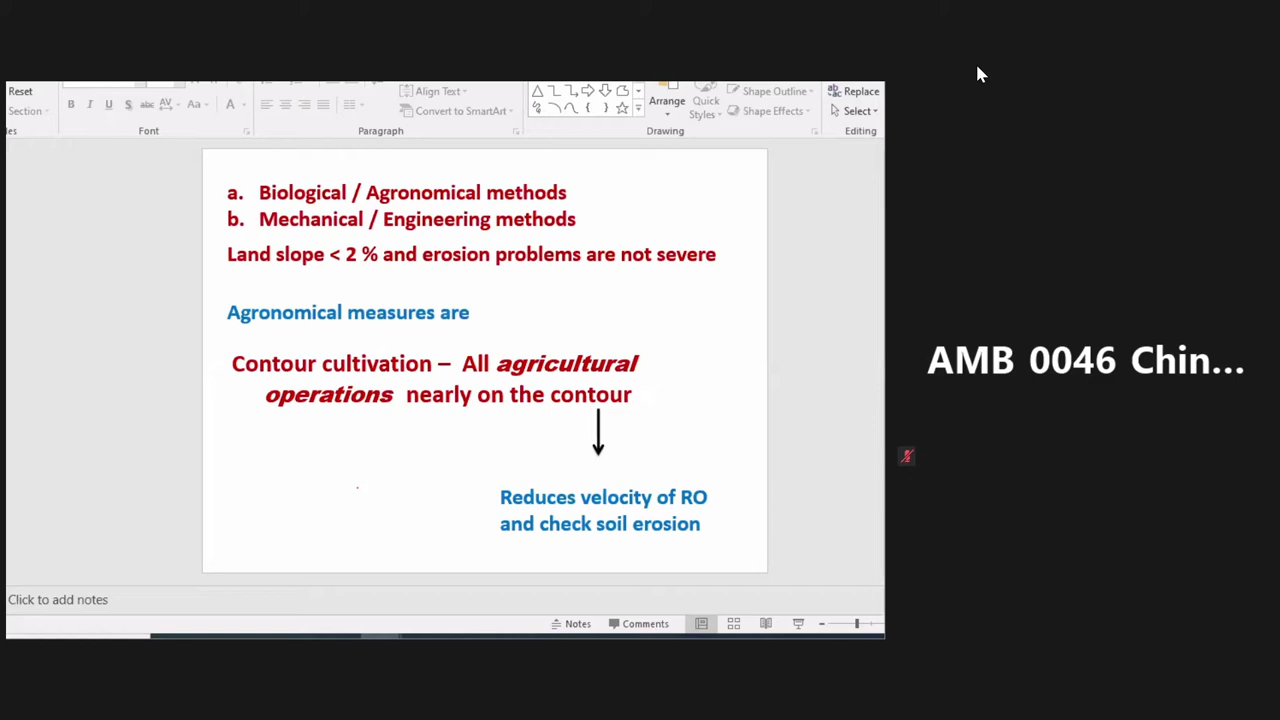 Reset
Align Text
Replace
Section
B I U S abc AV Aa A
Convert to SmartArt
Arrange
Quick
Styles
Shape Outline
Shape Effects
Select
Font
Paragraph
Drawing
Editing
a. Biological / Agronomical methods
b. Mechanical / Engineering methods
Land slope < 2 % and erosion problems are not severe
Agronomical measures are
Contour cultivation – All agricultural
operations nearly on the contour
Reduces velocity of RO
and check soil erosion
Click to add notes
Notes
Comments
AMB 0046 Chin...